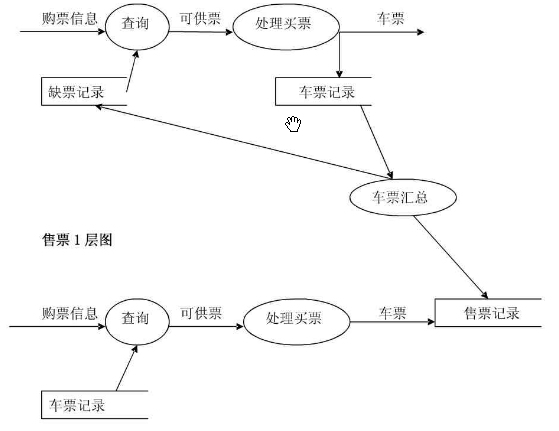 购票信息
查询
可供票
处理买票
车票
缺票记录
车票记录
车票汇总
售票 1 层图
购票信息
查询
可供票
处理买票
车票
售票记录
车票记录